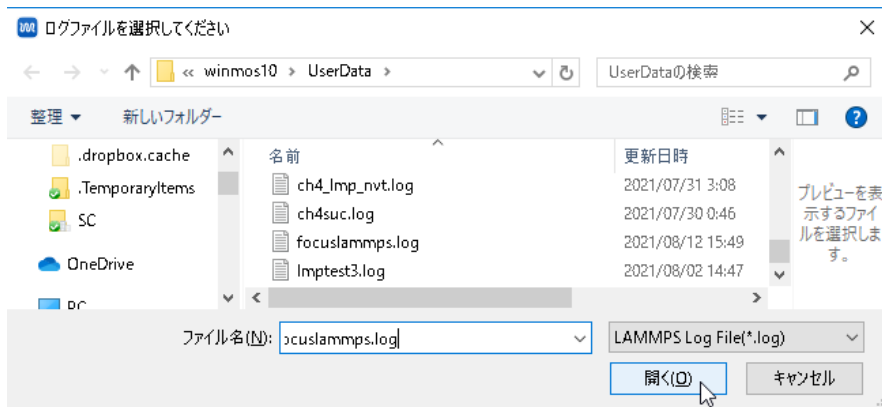 ログファイルを選択してください
« winmos10 > UserData >
UserDataの検索
整理 新しいフォルダー
.dropbox.cache
.TemporaryItems
SC
OneDrive
PC
名前 更新日時
ch4_lmp_nvt.log 2021/07/31 3:08
ch4suc.log 2021/07/30 0:46
focuslammps.log 2021/08/12 15:49
lmptest3.log 2021/08/02 14:47
プレビューを表
示するファイ
ルを選択しま
す。
ファイル名(N): ocuslammps.log
LAMMPS Log File(*.log)
開く(O) キャンセル